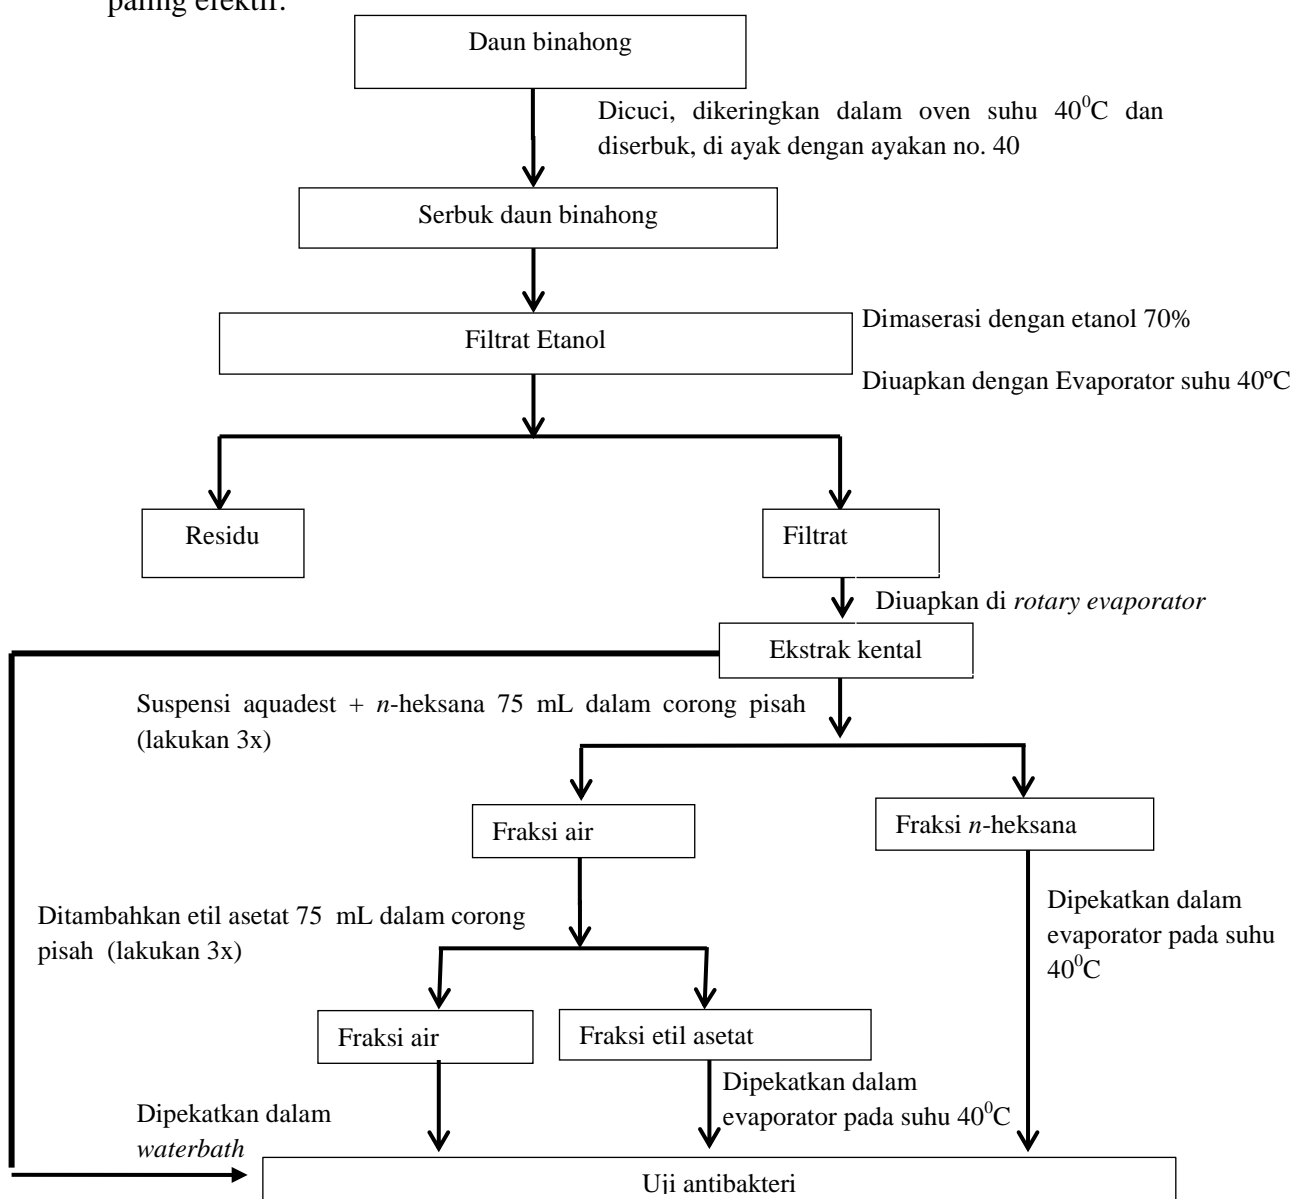 paling efektif.
Daun binahong
Dicuci, dikeringkan dalam oven suhu 40⁰C dan
diserbuk, di ayak dengan ayakan no. 40
Serbuk daun binahong
Dimaserasi dengan etanol 70%
Filtrat Etanol
Diuapkan dengan Evaporator suhu 40ºC
Residu
Filtrat
Diuapkan di rotary evaporator
Ekstrak kental
Suspensi aquadest + n-heksana 75 mL dalam corong pisah
(lakukan 3x)
Fraksi air
Fraksi n-heksana
Ditambahkan etil asetat 75 mL dalam corong
pisah (lakukan 3x)
Dipekatkan dalam
evaporator pada suhu
40⁰C
Fraksi air
Fraksi etil asetat
Dipekatkan dalam
evaporator pada suhu 40⁰C
Dipekatkan dalam
waterbath
Uji antibakteri